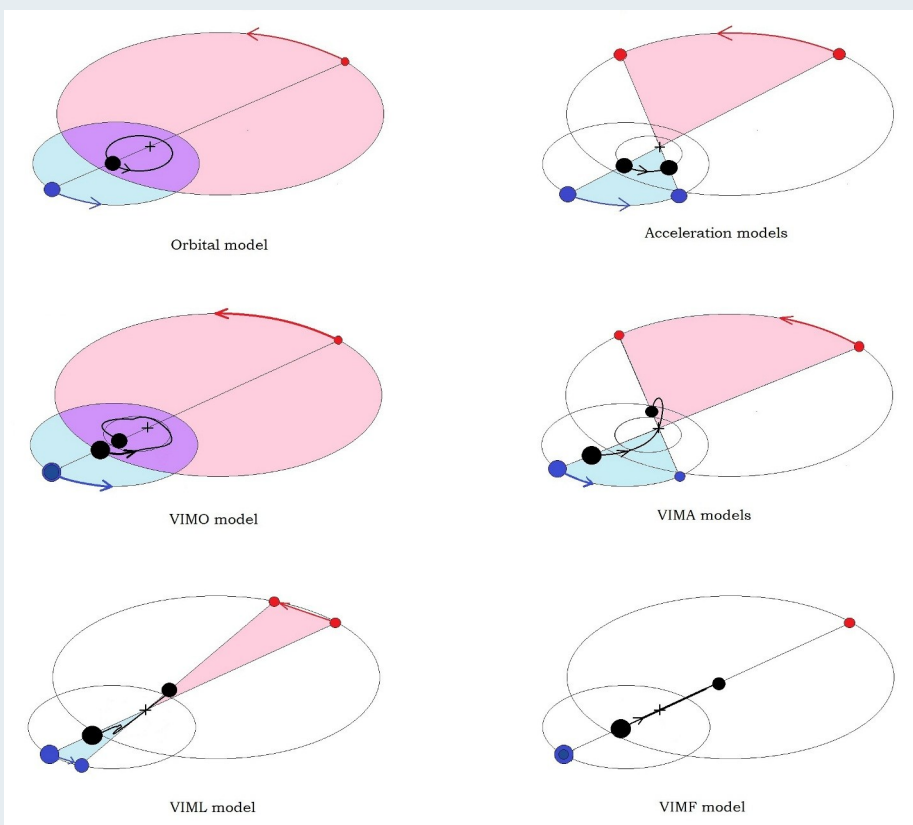 Orbital model
Acceleration models
VIMO model
VIMA models
VIML model
VIMF model